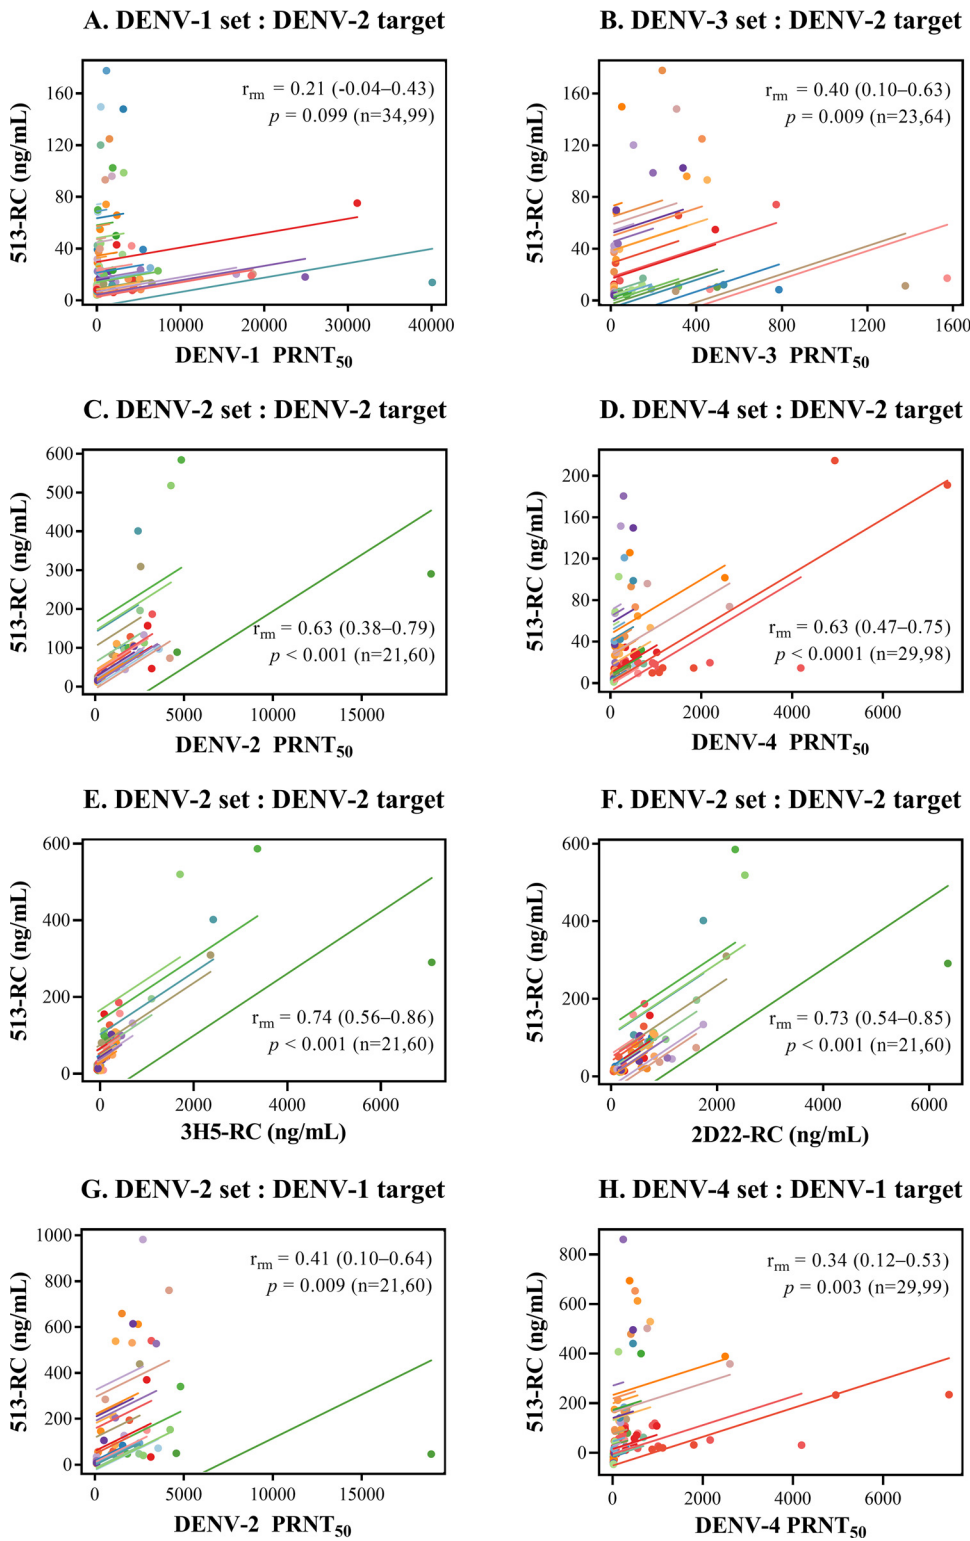 A. DENV-1 set : DENV-2 target
513-RC (ng/mL)
160
120
80
40
0
r_rm = 0.21 (-0.04–0.43)
p = 0.099 (n=34,99)
0 10000 20000 30000 40000
DENV-1 PRNT50
B. DENV-3 set : DENV-2 target
513-RC (ng/mL)
160
120
80
40
0
r_rm = 0.40 (0.10–0.63)
p = 0.009 (n=23,64)
0 400 800 1200 1600
DENV-3 PRNT50
C. DENV-2 set : DENV-2 target
513-RC (ng/mL)
600
500
400
300
200
100
0
r_rm = 0.63 (0.38–0.79)
p < 0.001 (n=21,60)
0 5000 10000 15000
DENV-2 PRNT50
D. DENV-4 set : DENV-2 target
513-RC (ng/mL)
200
160
120
80
40
0
r_rm = 0.63 (0.47–0.75)
p < 0.0001 (n=29,98)
0 2000 4000 6000
DENV-4 PRNT50
E. DENV-2 set : DENV-2 target
513-RC (ng/mL)
600
400
200
0
r_rm = 0.74 (0.56–0.86)
p < 0.001 (n=21,60)
0 2000 4000 6000
3H5-RC (ng/mL)
F. DENV-2 set : DENV-2 target
513-RC (ng/mL)
600
400
200
0
r_rm = 0.73 (0.54–0.85)
p < 0.001 (n=21,60)
0 2000 4000 6000
2D22-RC (ng/mL)
G. DENV-2 set : DENV-1 target
513-RC (ng/mL)
1000
800
600
400
200
0
r_rm = 0.41 (0.10–0.64)
p = 0.009 (n=21,60)
0 5000 10000 15000
DENV-2 PRNT50
H. DENV-4 set : DENV-1 target
513-RC (ng/mL)
800
600
400
200
0
r_rm = 0.34 (0.12–0.53)
p = 0.003 (n=29,99)
0 2000 4000 6000
DENV-4 PRNT50